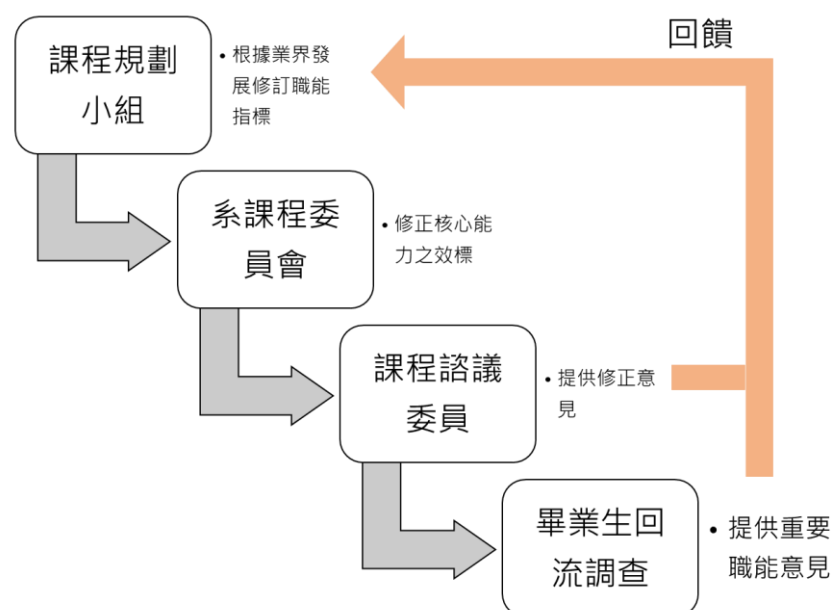 回饋
課程規劃
小組
• 根據業界發
展修訂職能
指標
系課程委
員會
• 修正核心能
力之效標
課程諮議
委員
• 提供修正意
見
畢業生回
流調查
• 提供重要
職能意見